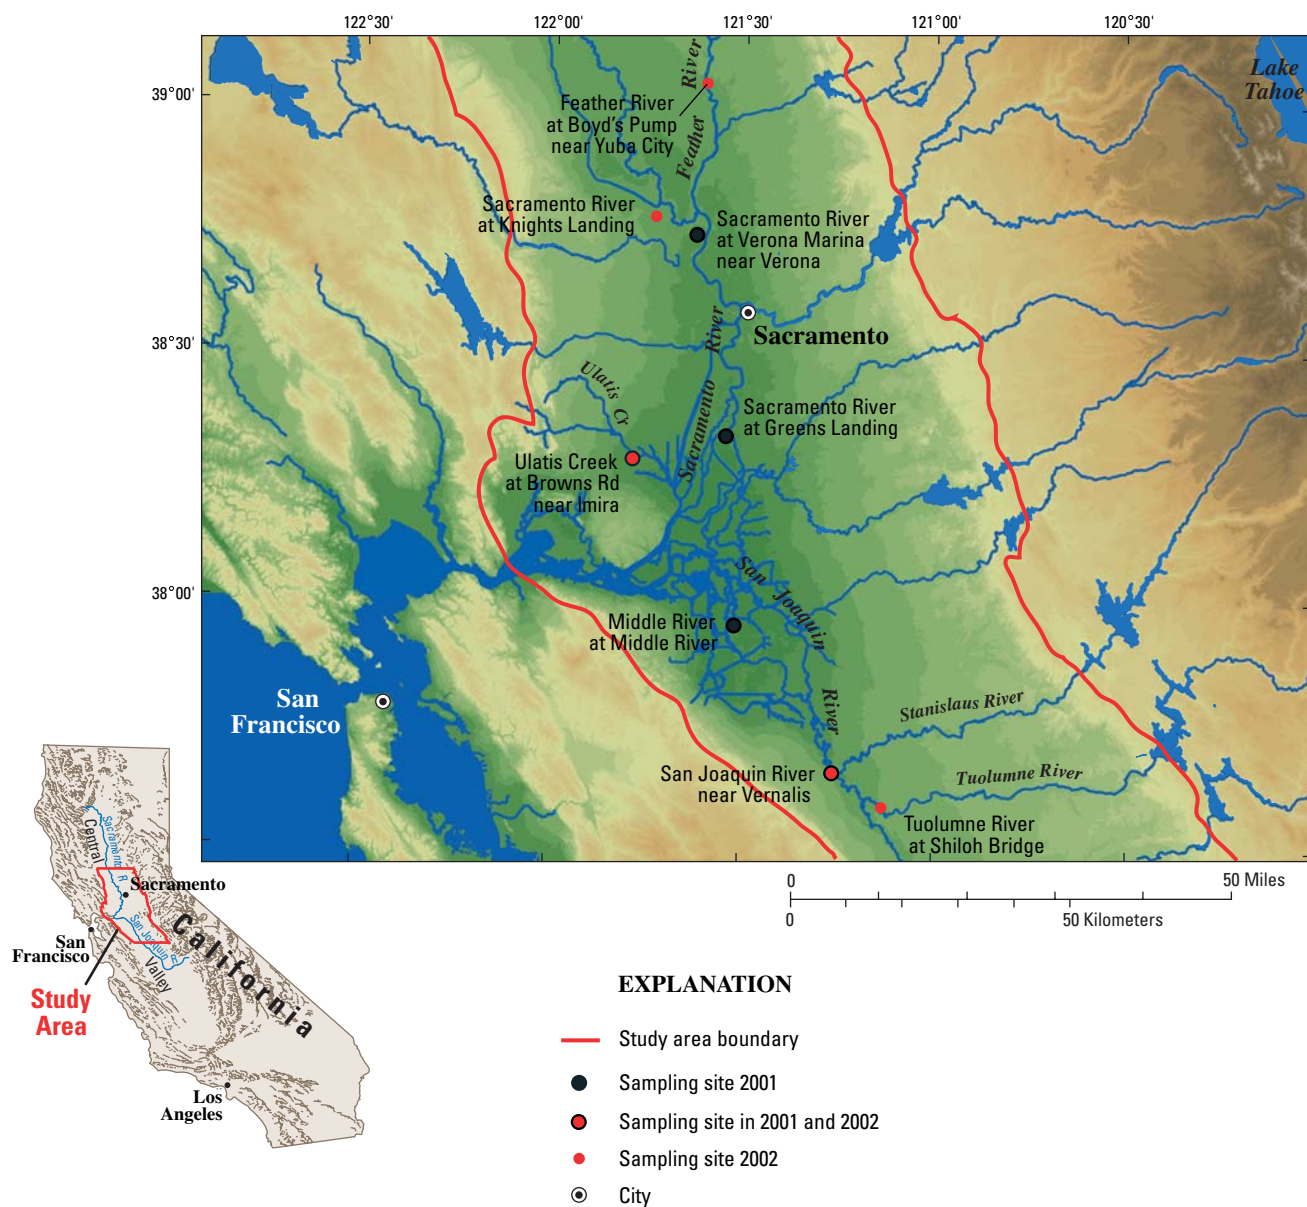 122°30'
122°00'
121°30'
121°00'
120°30'
39°00'
38°30'
38°00'
Lake
Tahoe
River
Feather
Feather River
at Boyd's Pump
near Yuba City
Sacramento River
at Knights Landing
Sacramento River
at Verona Marina
near Verona
Sacramento
River
Sacramento
Ulatis Cr
Sacramento River
at Greens Landing
Ulatis Creek
at Browns Rd
near Imira
San Joaquin
River
Middle River
at Middle River
San
Francisco
Stanislaus River
San Joaquin River
near Vernalis
Tuolumne River
Tuolumne River
at Shiloh Bridge
0
50 Miles
0
50 Kilometers
Central
Valley
Sacramento R
San Joaquin R
Sacramento
San
Francisco
California
Study
Area
Los
Angeles
EXPLANATION
Study area boundary
Sampling site 2001
Sampling site in 2001 and 2002
Sampling site 2002
City